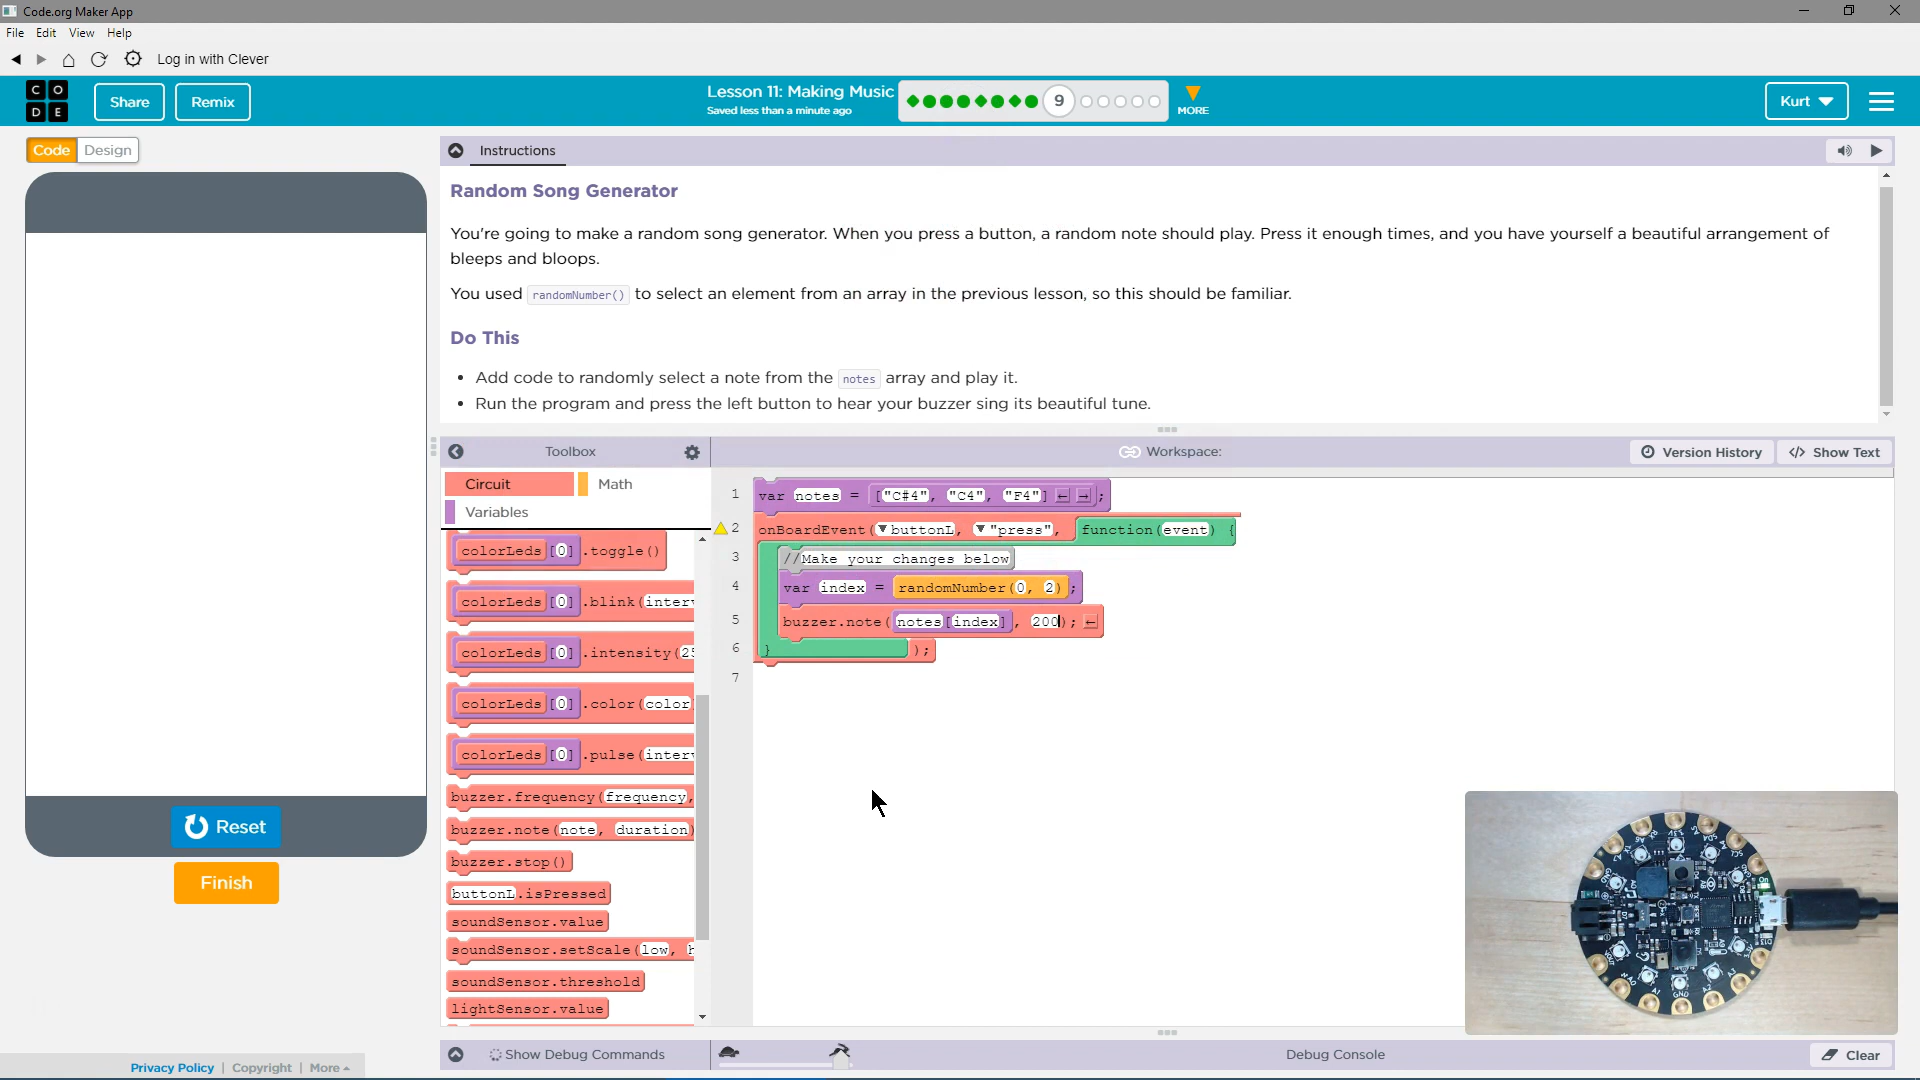 Code.org Maker App
File Edit View Help
Log in with Clever
C O
D E
Share
Remix
Lesson 11: Making Music
Saved less than a minute ago
9
MORE
Kurt
Code Design
Instructions
Random Song Generator
You're going to make a random song generator. When you press a button, a random note should play. Press it enough times, and you have yourself a beautiful arrangement of
bleeps and bloops.
You used randomNumber() to select an element from an array in the previous lesson, so this should be familiar.
Do This
• Add code to randomly select a note from the notes array and play it.
• Run the program and press the left button to hear your buzzer sing its beautiful tune.
Toolbox
Workspace:
Version History
</> Show Text
Circuit
Math
Variables
colorLeds[0].toggle()
colorLeds[0].blink(interv
colorLeds[0].intensity(25
colorLeds[0].color(color
colorLeds[0].pulse(interv
buzzer.frequency(frequency,
buzzer.note(note, duration)
buzzer.stop()
buttonL.isPressed
soundSensor.value
soundSensor.setScale(low, h
soundSensor.threshold
lightSensor.value
1 var notes = ["C#4", "C4", "F4"];
2 onBoardEvent(buttonL, "press", function(event) {
3 //Make your changes below
4 var index = randomNumber(0, 2);
5 buzzer.note(notes[index], 200);
6 } );
7
Reset
Finish
Show Debug Commands
Debug Console
Clear
Privacy Policy | Copyright | More